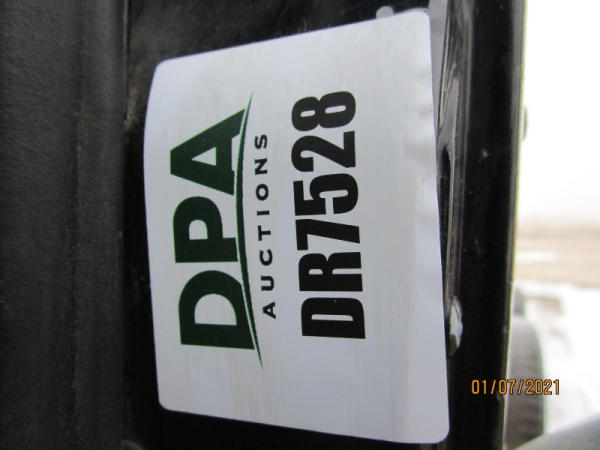 DPA
AUCTIONS
DR7528
01/07/2021